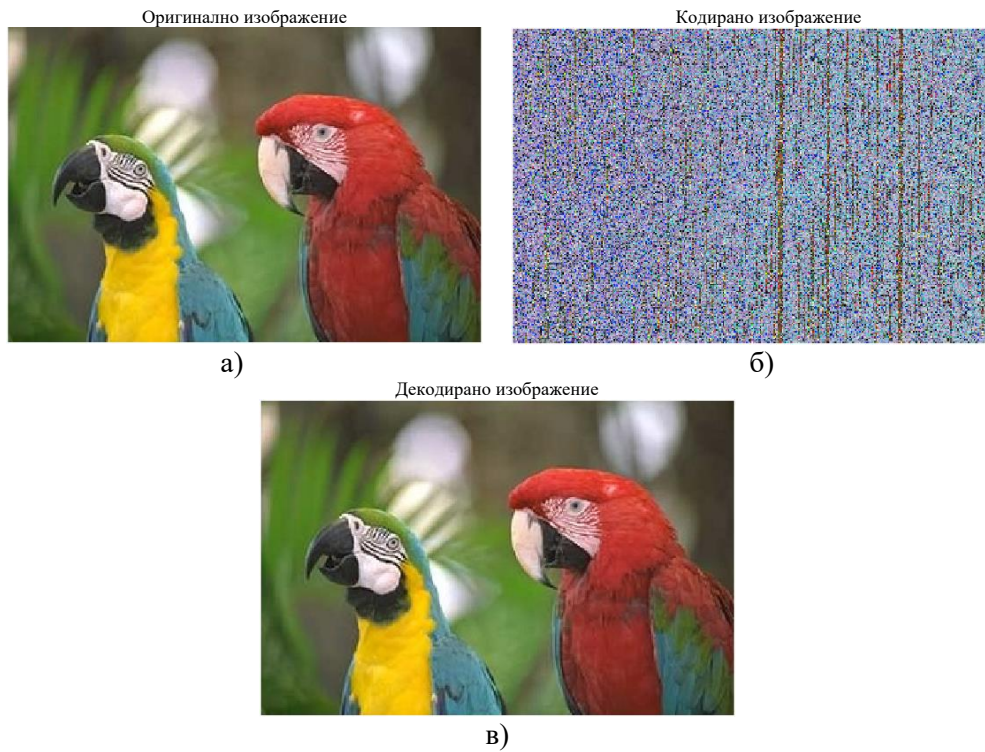 Оригинално изображение
Кодирано изображение
а)
б)
Декодирано изображение
в)